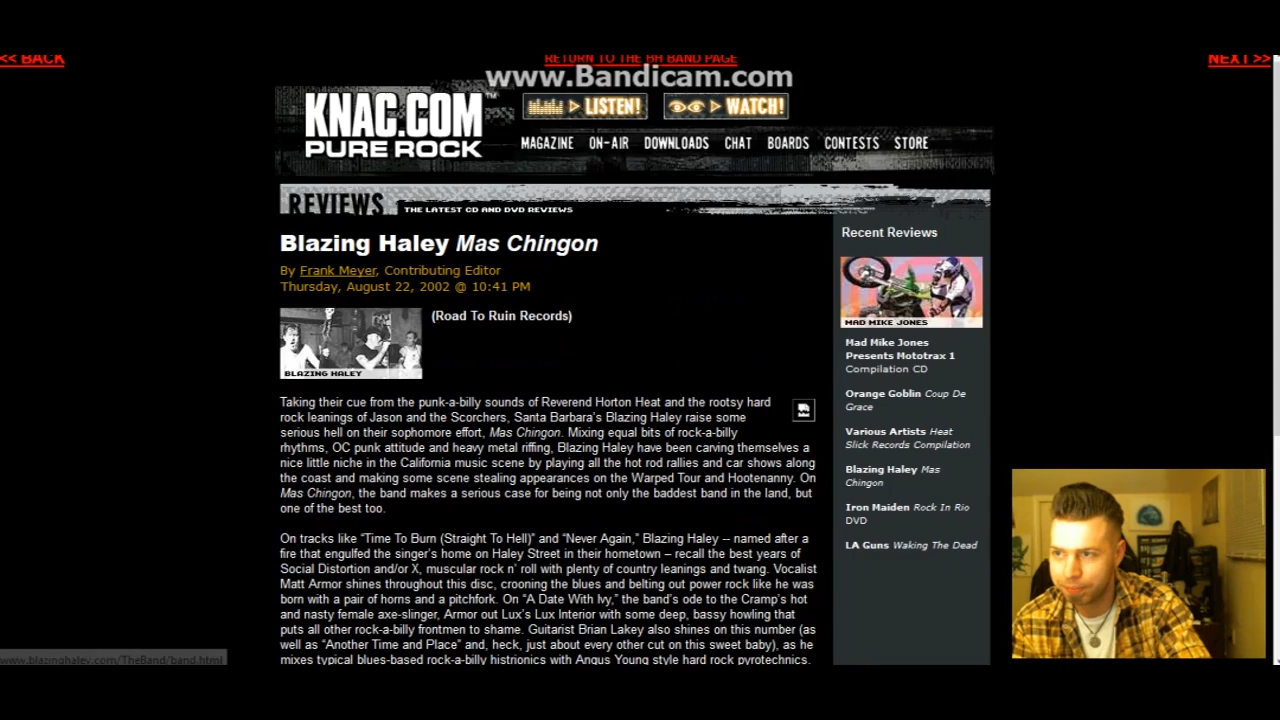 << BACK
RETURN TO THE BH BAND PAGE
NEXT >>
www.Bandicam.com
KNAC.COM™
PURE ROCK
LISTEN!
WATCH!
MAGAZINE ON-AIR DOWNLOADS CHAT BOARDS CONTESTS STORE
REVIEWS THE LATEST CD AND DVD REVIEWS
Blazing Haley Mas Chingon
By Frank Meyer, Contributing Editor
Thursday, August 22, 2002 @ 10:41 PM
(Road To Ruin Records)
BLAZING HALEY
Taking their cue from the punk-a-billy sounds of Reverend Horton Heat and the rootsy hard
rock leanings of Jason and the Scorchers, Santa Barbara's Blazing Haley raise some
serious hell on their sophomore effort, Mas Chingon. Mixing equal bits of rock-a-billy
rhythms, OC punk attitude and heavy metal riffing, Blazing Haley have been carving themselves a
nice little niche in the California music scene by playing all the hot rod rallies and car shows along
the coast and making some scene stealing appearances on the Warped Tour and Hootenanny. On
Mas Chingon, the band makes a serious case for being not only the baddest band in the land, but
one of the best too.
On tracks like “Time To Burn (Straight To Hell)” and “Never Again,” Blazing Haley -- named after a
fire that engulfed the singer's home on Haley Street in their hometown – recall the best years of
Social Distortion and/or X, muscular rock n' roll with plenty of country leanings and twang. Vocalist
Matt Armor shines throughout this disc, crooning the blues and belting out power rock like he was
born with a pair of horns and a pitchfork. On “A Date With Ivy,” the band's ode to the Cramp's hot
and nasty female axe-slinger, Armor out Lux's Lux Interior with some deep, bassy howling that
puts all other rock-a-billy frontmen to shame. Guitarist Brian Lakey also shines on this number (as
well as “Another Time and Place” and, heck, just about every other cut on this sweet baby), as he
mixes typical blues-based rock-a-billy histrionics with Angus Young style hard rock pyrotechnics.
Recent Reviews
MAD MIKE JONES
Mad Mike Jones
Presents Mototrax 1
Compilation CD
Orange Goblin Coup De
Grace
Various Artists Heat
Slick Records Compilation
Blazing Haley Mas
Chingon
Iron Maiden Rock In Rio
DVD
LA Guns Waking The Dead
www.blazinghaley.com/TheBand/band.html